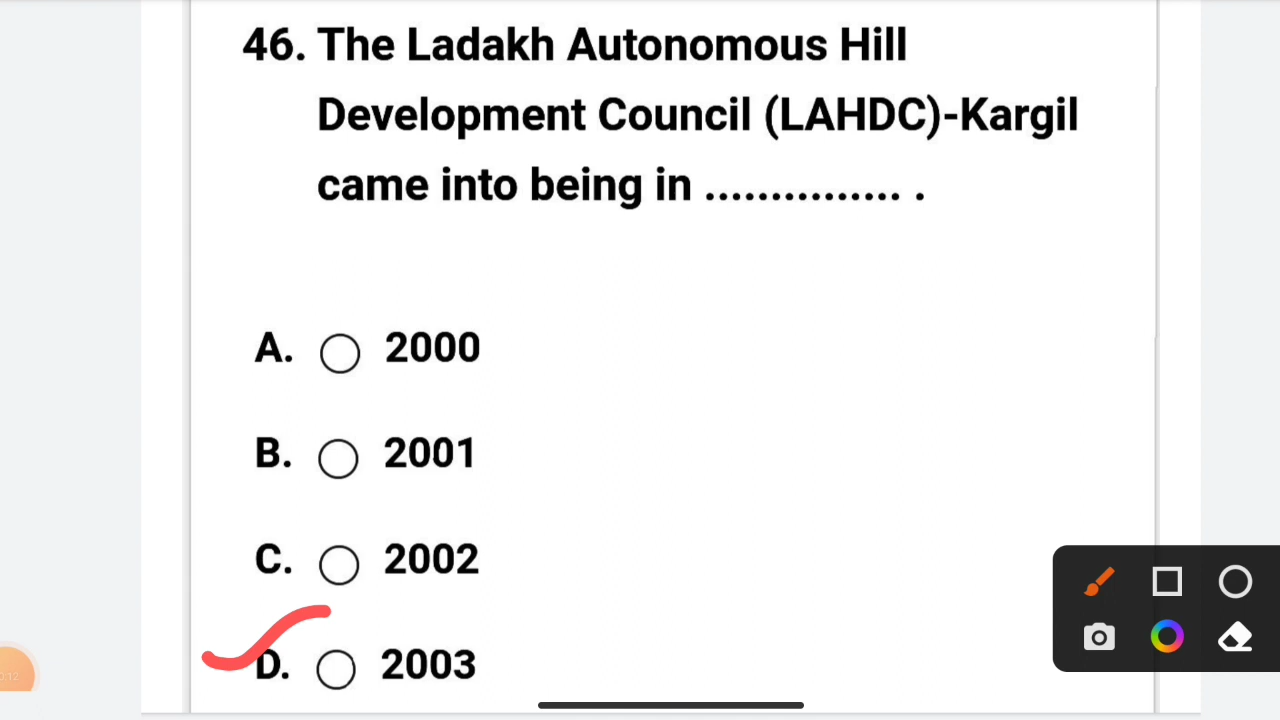 46. The Ladakh Autonomous Hill
Development Council (LAHDC)-Kargil
came into being in ............... .
A. 2000
B. 2001
C. 2002
D. 2003